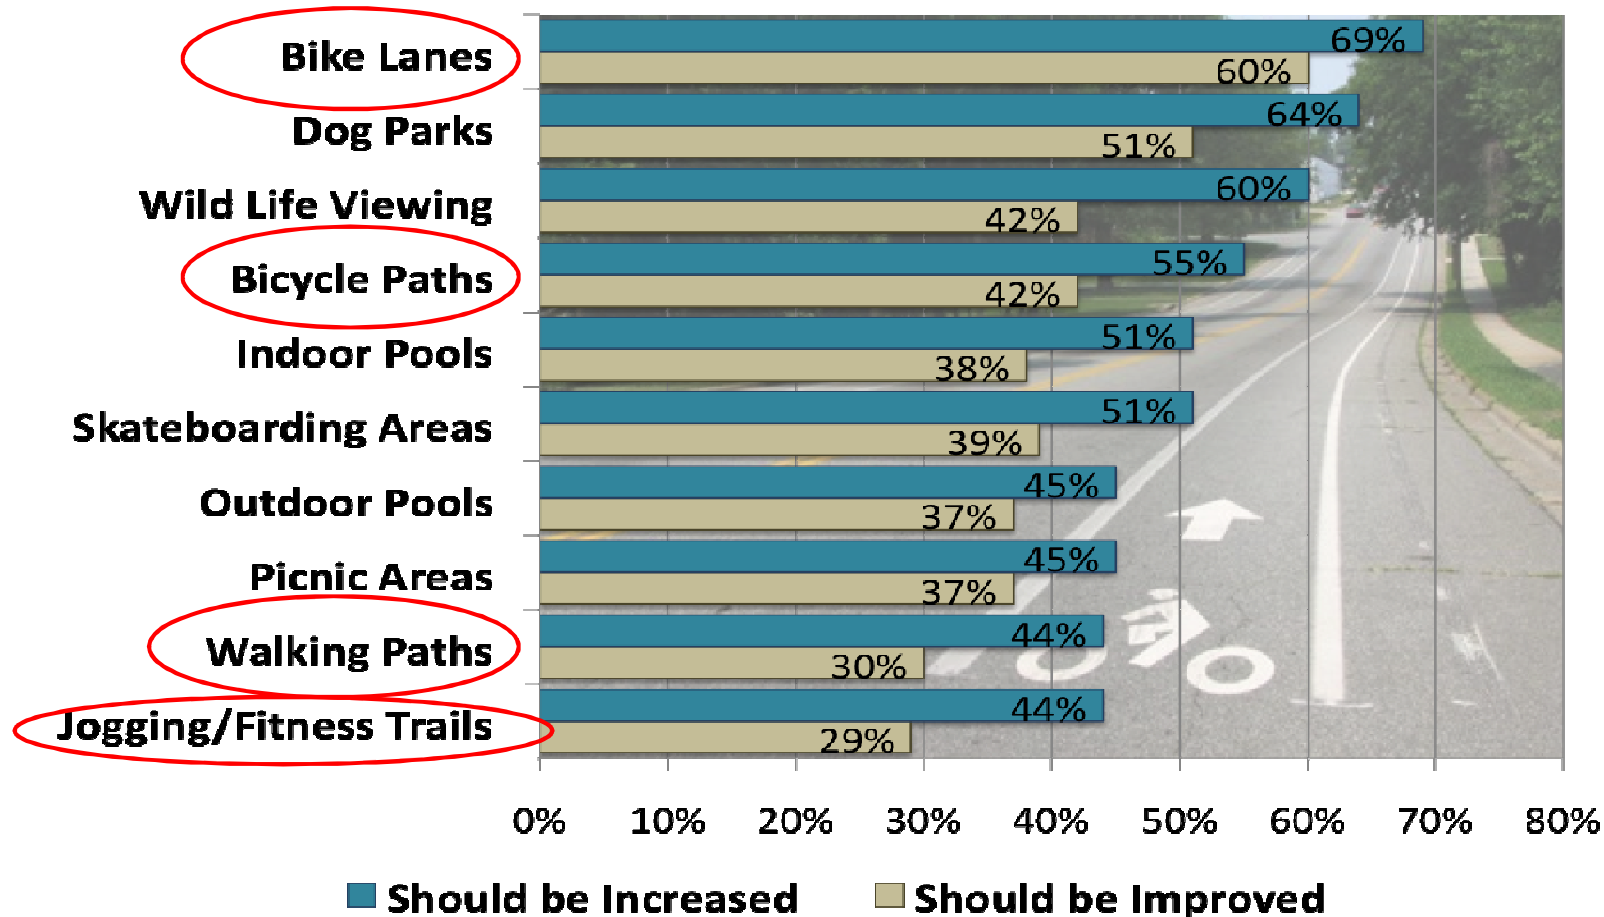 Bike Lanes
69%
60%
Dog Parks
64%
51%
Wild Life Viewing
60%
42%
Bicycle Paths
55%
42%
Indoor Pools
51%
38%
Skateboarding Areas
51%
39%
Outdoor Pools
45%
37%
Picnic Areas
45%
37%
Walking Paths
44%
30%
Jogging/Fitness Trails
44%
29%
0% 10% 20% 30% 40% 50% 60% 70% 80%
Should be Increased Should be Improved